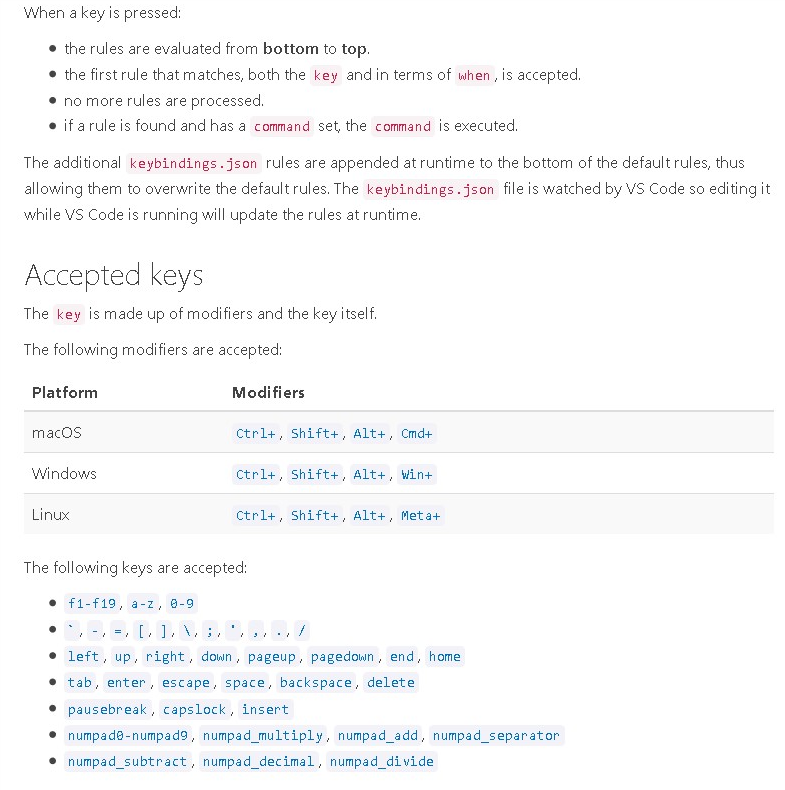 When a key is pressed:
• the rules are evaluated from bottom to top.
• the first rule that matches, both the key and in terms of when, is accepted.
• no more rules are processed.
• if a rule is found and has a command set, the command is executed.
The additional keybindings.json rules are appended at runtime to the bottom of the default rules, thus
allowing them to overwrite the default rules. The keybindings.json file is watched by VS Code so editing it
while VS Code is running will update the rules at runtime.
Accepted keys
The key is made up of modifiers and the key itself.
The following modifiers are accepted:
Platform Modifiers
macOS Ctrl+, Shift+, Alt+, Cmd+
Windows Ctrl+, Shift+, Alt+, Win+
Linux Ctrl+, Shift+, Alt+, Meta+
The following keys are accepted:
• f1-f19, a-z, 0-9
• `, -, =, [, ], \, ;, ', ,, ., /
• left, up, right, down, pageup, pagedown, end, home
• tab, enter, escape, space, backspace, delete
• pausebreak, capslock, insert
• numpad0-numpad9, numpad_multiply, numpad_add, numpad_separator
• numpad_subtract, numpad_decimal, numpad_divide